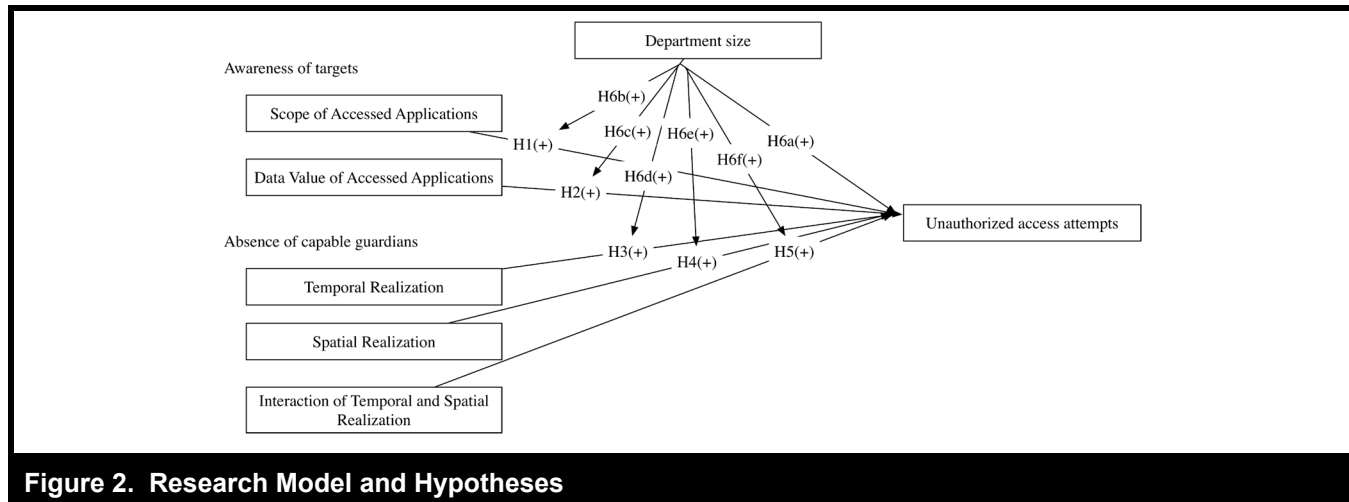 Department size
Awareness of targets
Scope of Accessed Applications
H6b(+)
H1(+)
H6c(+)
H6e(+)
H6a(+)
H6f(+)
Data Value of Accessed Applications
H2(+)
H6d(+)
Unauthorized access attempts
Absence of capable guardians
H3(+)
H4(+)
H5(+)
Temporal Realization
Spatial Realization
Interaction of Temporal and Spatial
Realization
Figure 2. Research Model and Hypotheses